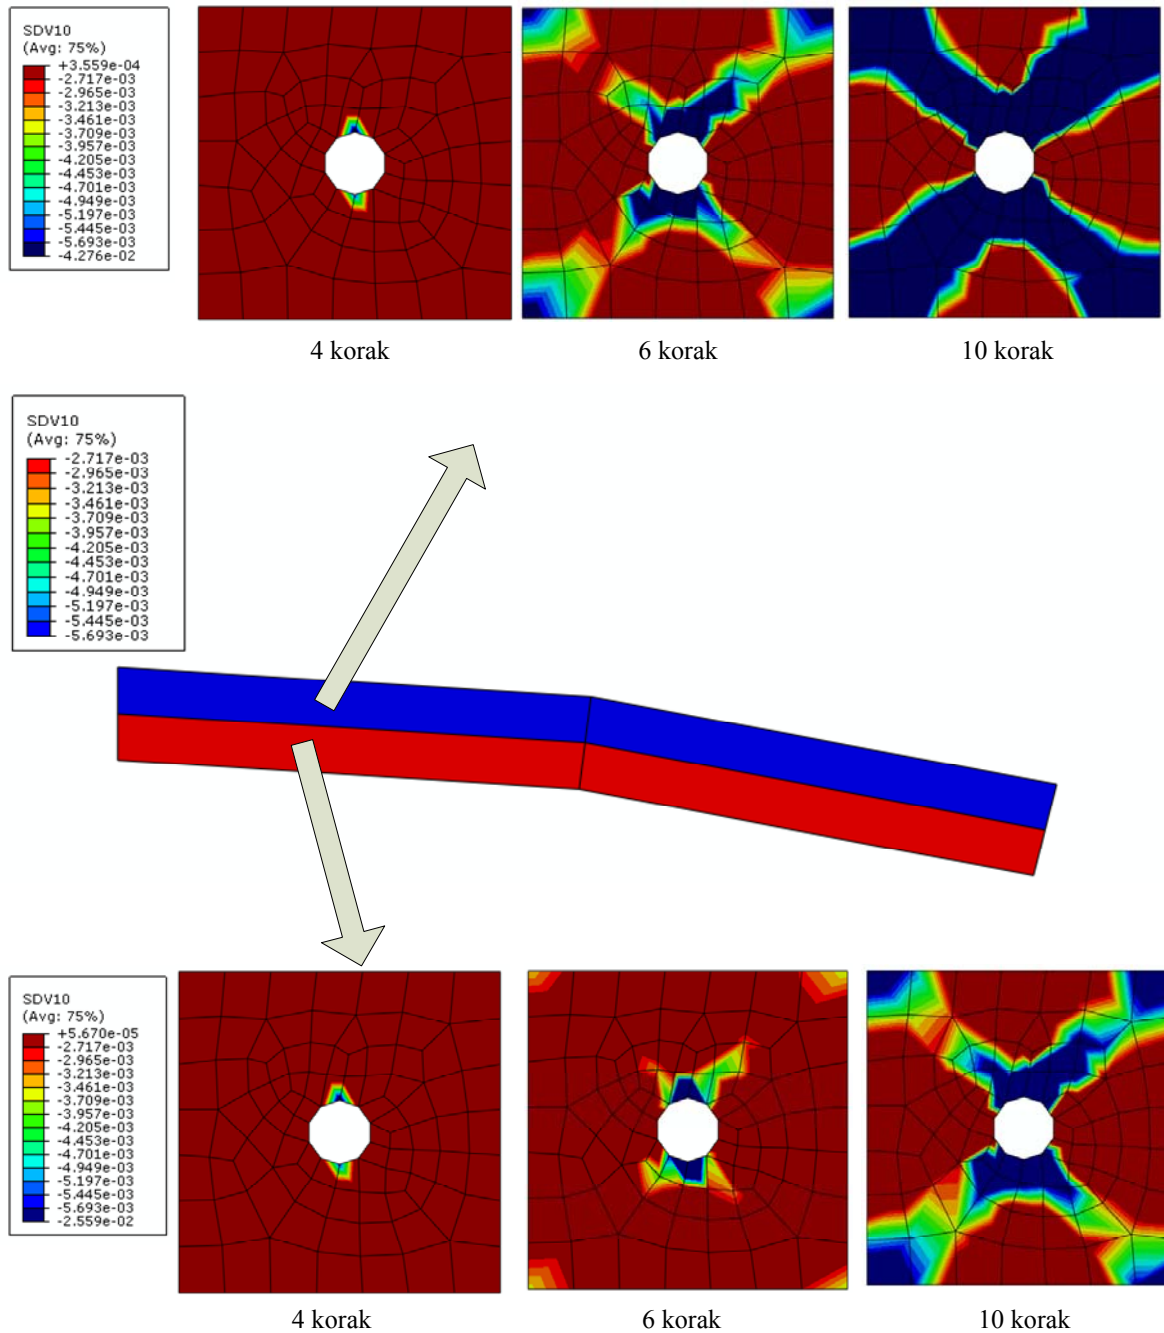 SDV10
(Avg: 75%)
+3.559e-04
-2.717e-03
-2.965e-03
-3.213e-03
-3.461e-03
-3.709e-03
-3.957e-03
-4.205e-03
-4.453e-03
-4.701e-03
-4.949e-03
-5.197e-03
-5.445e-03
-5.693e-03
-4.276e-02
4 korak
6 korak
10 korak
SDV10
(Avg: 75%)
-2.717e-03
-2.965e-03
-3.213e-03
-3.461e-03
-3.709e-03
-3.957e-03
-4.205e-03
-4.453e-03
-4.701e-03
-4.949e-03
-5.197e-03
-5.445e-03
-5.693e-03
SDV10
(Avg: 75%)
+5.670e-05
-2.717e-03
-2.965e-03
-3.213e-03
-3.461e-03
-3.709e-03
-3.957e-03
-4.205e-03
-4.453e-03
-4.701e-03
-4.949e-03
-5.197e-03
-5.445e-03
-5.693e-03
-2.559e-02
4 korak
6 korak
10 korak